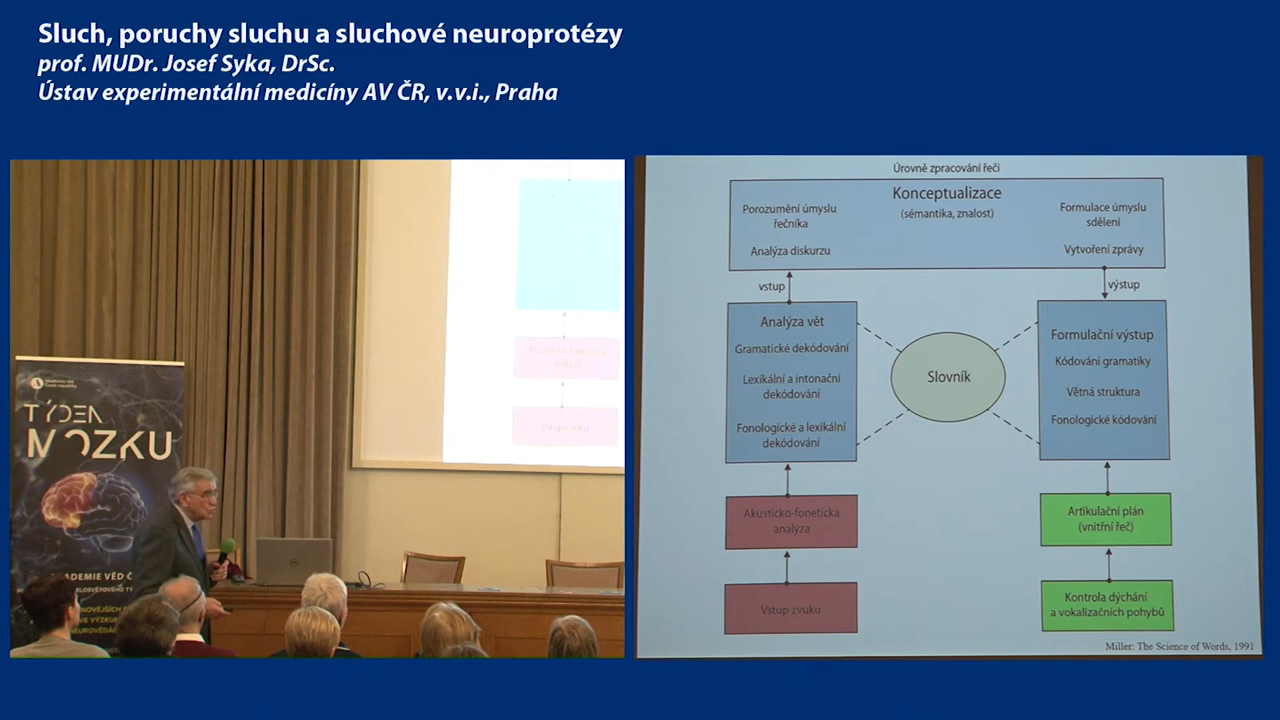 Sluch, poruchy sluchu a sluchové neuroprotézy
prof. MUDr. Josef Syka, DrSc.
Ústav experimentální medicíny AV ČR, v.v.i., Praha
TÝDEN
MOZKU
Úrovně zpracování řeči
Konceptualizace
(sémantika, znalost)
Porozumění úmyslu
řečníka
Analýza diskurzu
Formulace úmyslu
sdělení
Vytvoření zprávy
vstup
výstup
Analýza vět
Gramatické dekódování
Lexikální a intonační
dekódování
Fonologické a lexikální
dekódování
Slovník
Formulační výstup
Kódování gramatiky
Větná struktura
Fonologické kódování
Akusticko-fonetická
analýza
Artikulační plán
(vnitřní řeč)
Vstup zvuku
Kontrola dýchání
a vokalizačních pohybů
Miller: The Science of Words, 1991